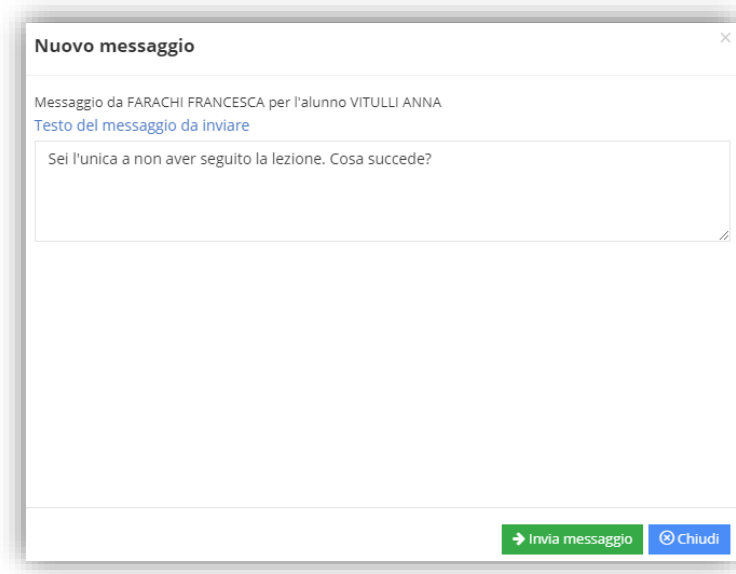 Nuovo messaggio
Messaggio da FARACHI FRANCESCA per l'alunno VITULLI ANNA
Testo del messaggio da inviare
Sei l'unica a non aver seguito la lezione. Cosa succede?
Invia messaggio
Chiudi